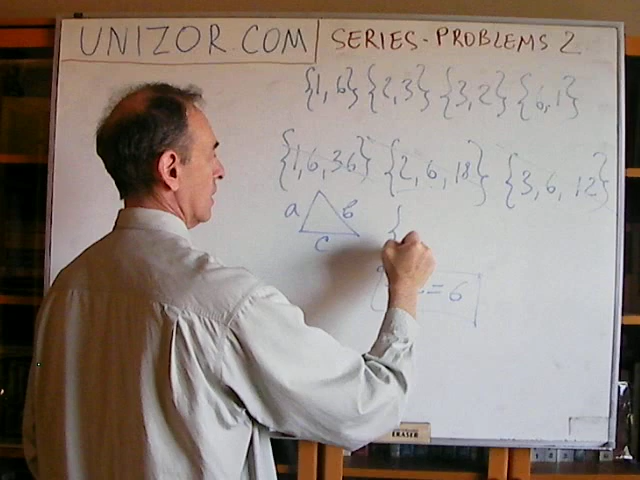 UNIZOR.COM | SERIES-PROBLEMS 2
{1, 6} {2, 3} {3, 2} {6, 1}
{1, 6, 36} {2, 6, 18} {3, 6, 12}
a b
c
{
= 6
ERASER